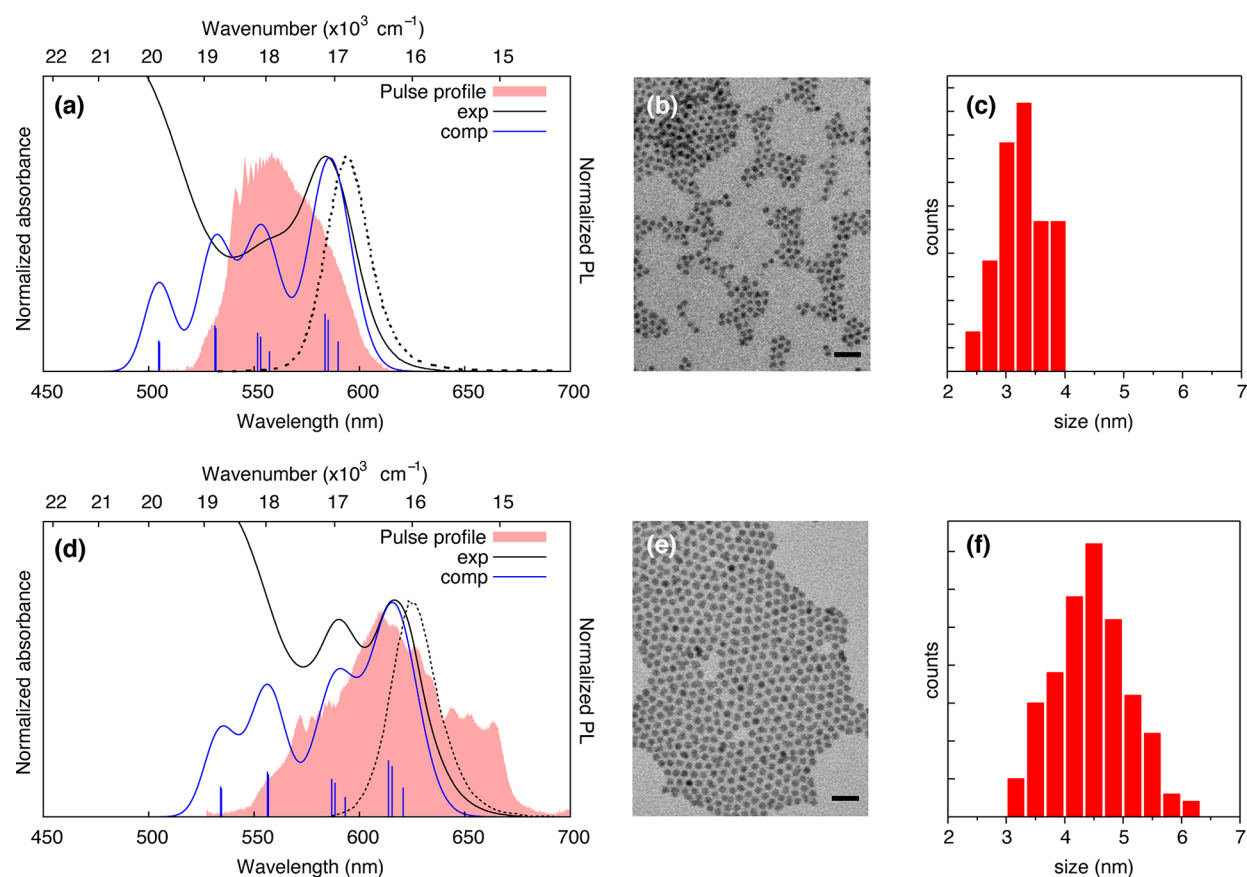 Wavenumber (x10³ cm⁻¹)
22 21 20 19 18 17 16 15
(a)
Pulse profile
exp
comp
Normalized absorbance
Normalized PL
450 500 550 600 650 700
Wavelength (nm)
(b)
(c)
counts
2 3 4 5 6 7
size (nm)
Wavenumber (x10³ cm⁻¹)
22 21 20 19 18 17 16 15
(d)
Pulse profile
exp
comp
Normalized absorbance
Normalized PL
450 500 550 600 650 700
Wavelength (nm)
(e)
(f)
counts
2 3 4 5 6 7
size (nm)